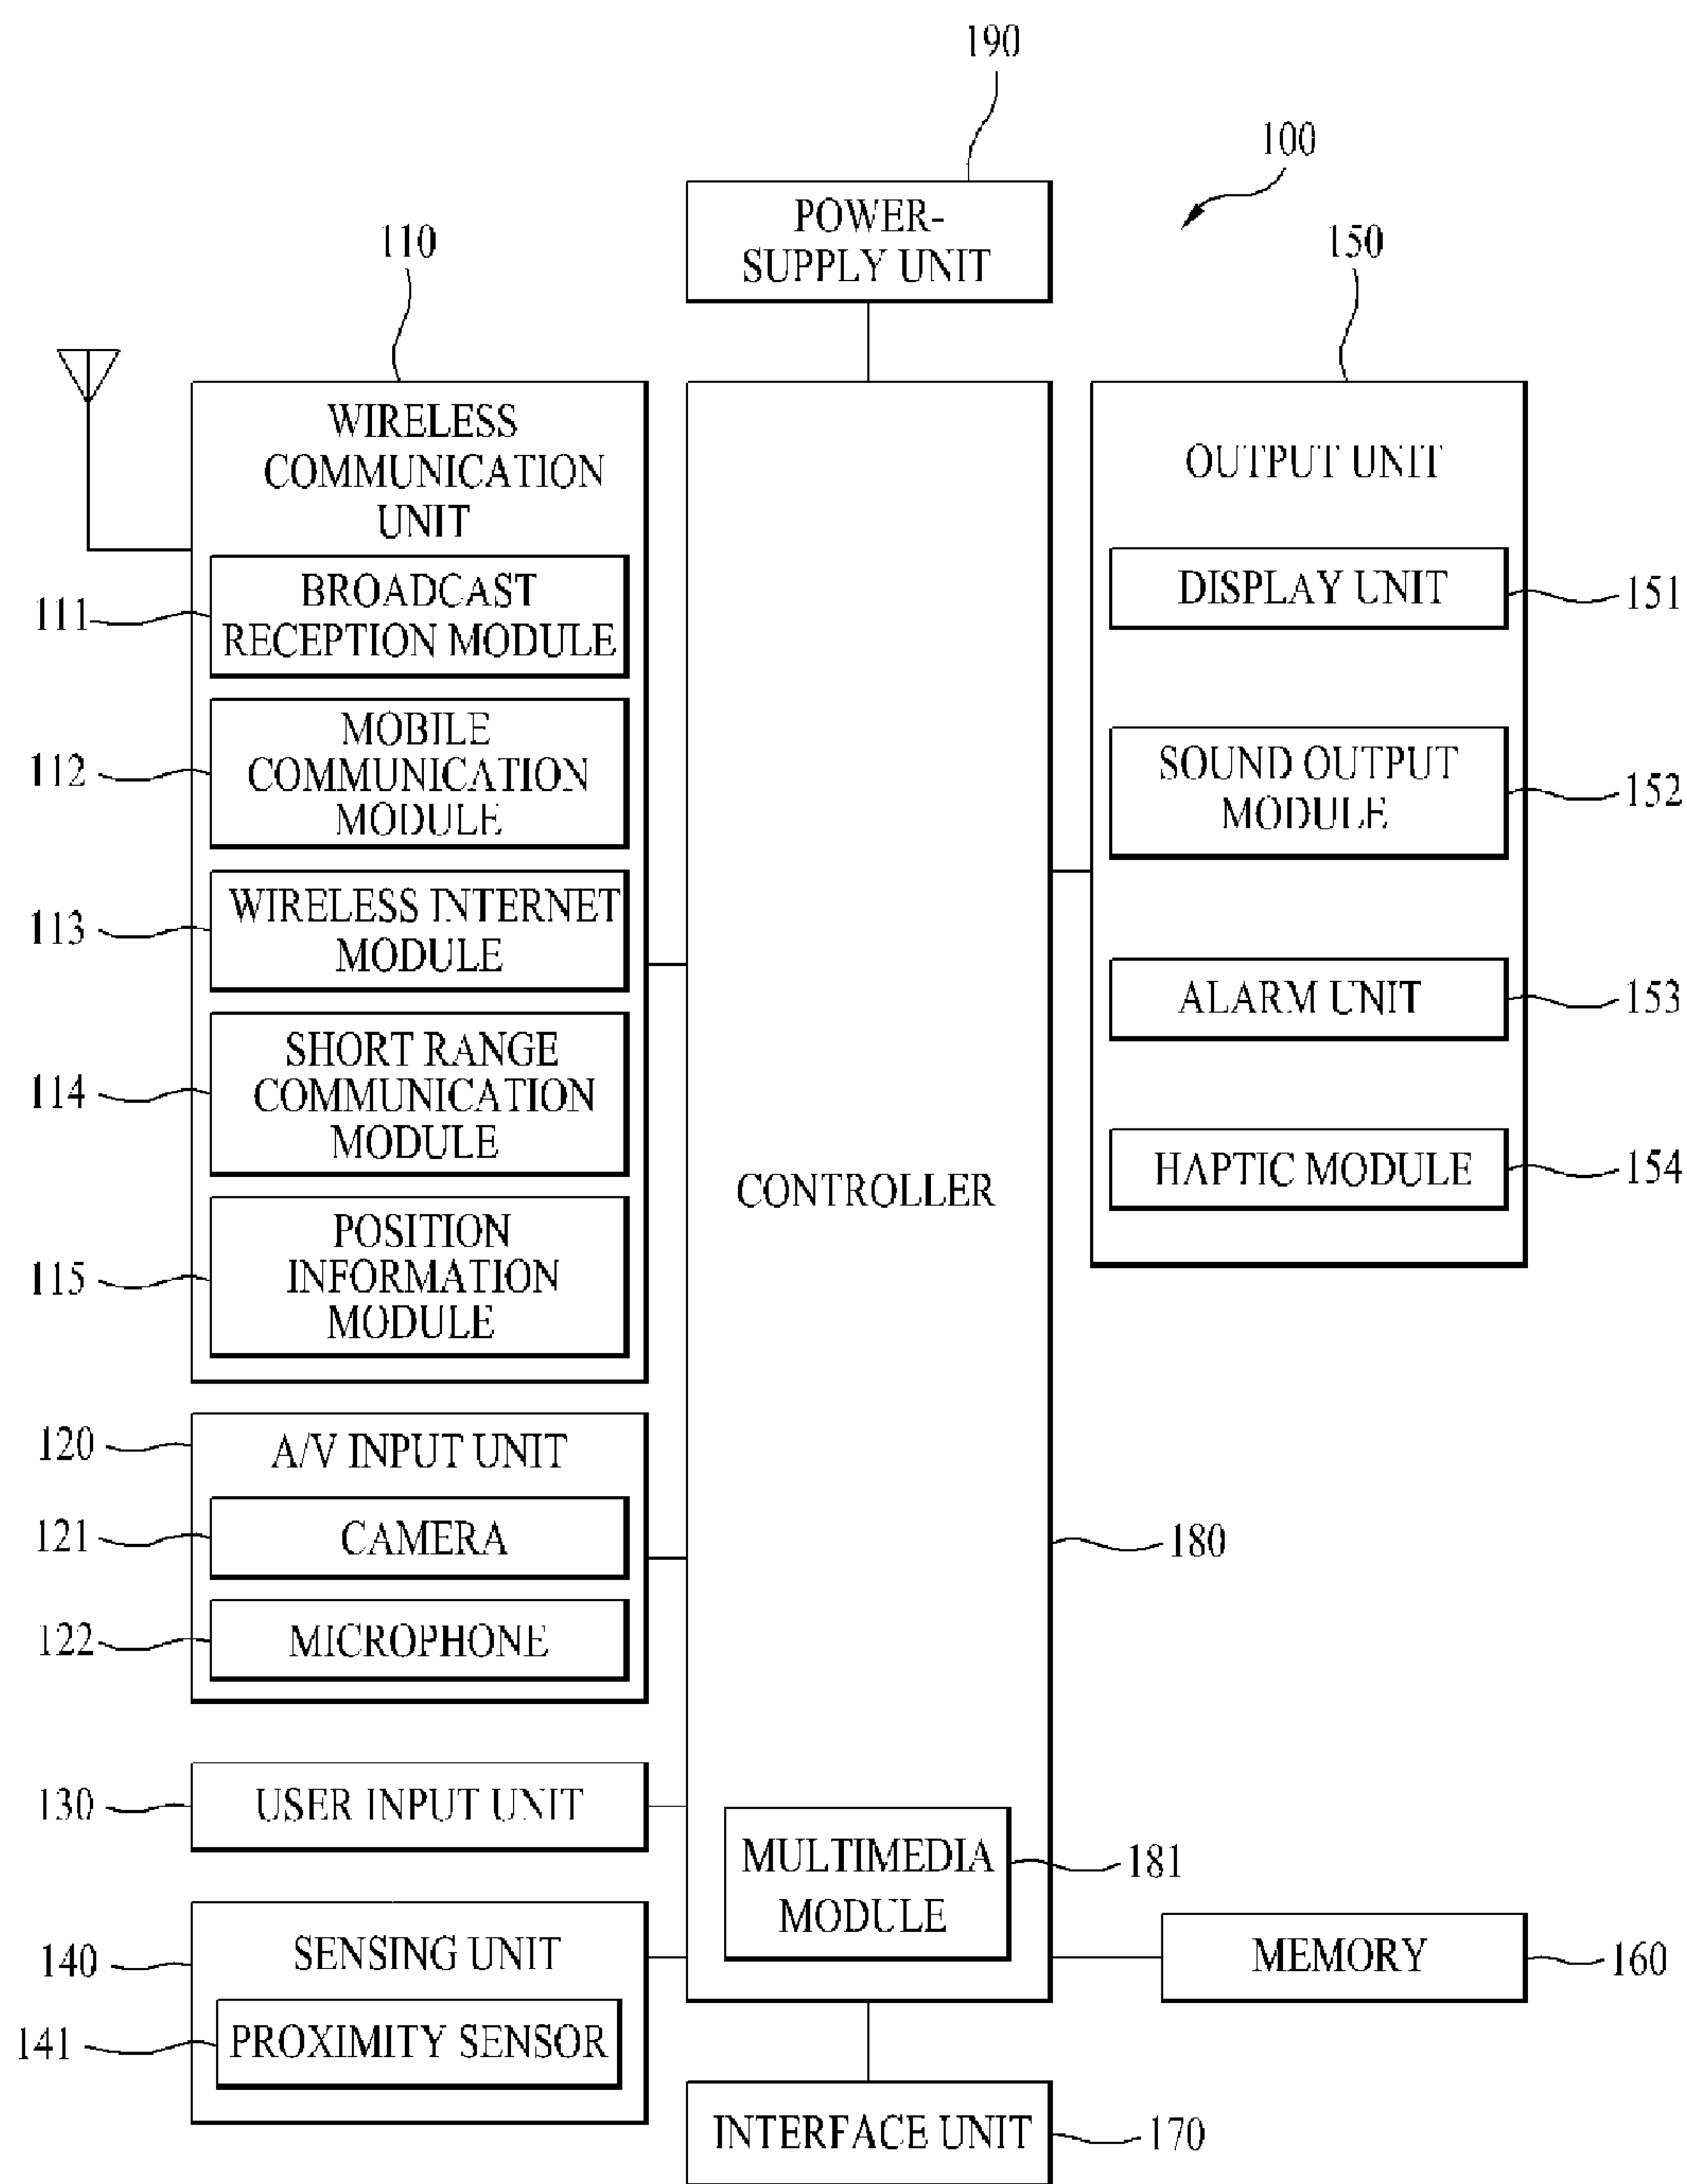 190
100
POWER-
SUPPLY UNIT
110
150
WIRELESS
COMMUNICATION
UNIT
OUTPUT UNIT
111
BROADCAST
RECEPTION MODULE
DISPLAY UNIT
151
112
MOBILE
COMMUNICATION
MODULE
SOUND OUTPUT
MODULE
152
113
WIRELESS INTERNET
MODULE
ALARM UNIT
153
114
SHORT RANGE
COMMUNICATION
MODULE
HAPTIC MODULE
154
CONTROLLER
115
POSITION
INFORMATION
MODULE
120
A/V INPUT UNIT
121
CAMERA
180
122
MICROPHONE
130
USER INPUT UNIT
MULTIMEDIA
MODULE
181
140
SENSING UNIT
MEMORY
160
141
PROXIMITY SENSOR
INTERFACE UNIT
170